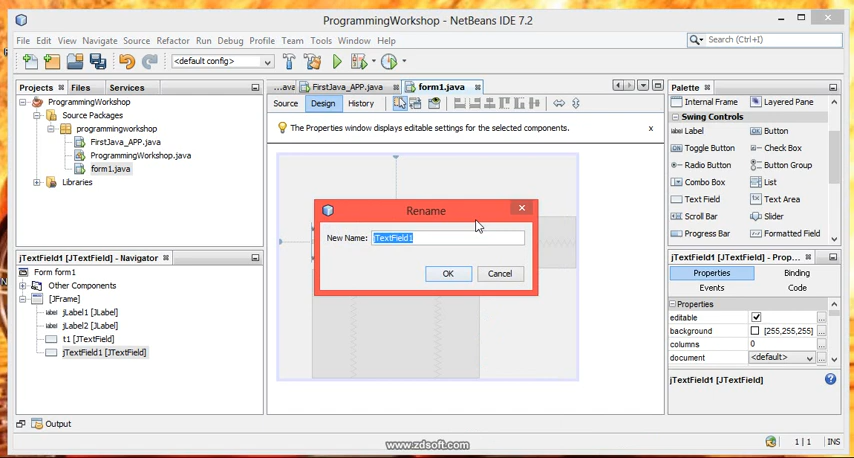 ProgrammingWorkshop - NetBeans IDE 7.2
File Edit View Navigate Source Refactor Run Debug Profile Team Tools Window Help
Search (Ctrl+I)
<default config>
Projects Files Services
ProgrammingWorkshop
Source Packages
programmingworkshop
FirstJava_APP.java
ProgrammingWorkshop.java
form1.java
Libraries
...ava FirstJava_APP.java form1.java
Source Design History
The Properties window displays editable settings for the selected components. x
Rename
New Name: jTextField1
OK Cancel
Palette
Internal Frame Layered Pane
Swing Controls
Label Button
Toggle Button Check Box
Radio Button Button Group
Combo Box List
Text Field Text Area
Scroll Bar Slider
Progress Bar Formatted Field
jTextField1 [JTextField] - Navigator
Form form1
Other Components
[JFrame]
jLabel1 [JLabel]
jLabel2 [JLabel]
t1 [JTextField]
jTextField1 [JTextField]
jTextField1 [JTextField] - Prop...
Properties Binding
Events Code
Properties
editable
background [255,255,255] ...
columns 0 ...
document <default> ...
jTextField1 [JTextField]
Output
www.zdsoft.com
1 | 1 INS